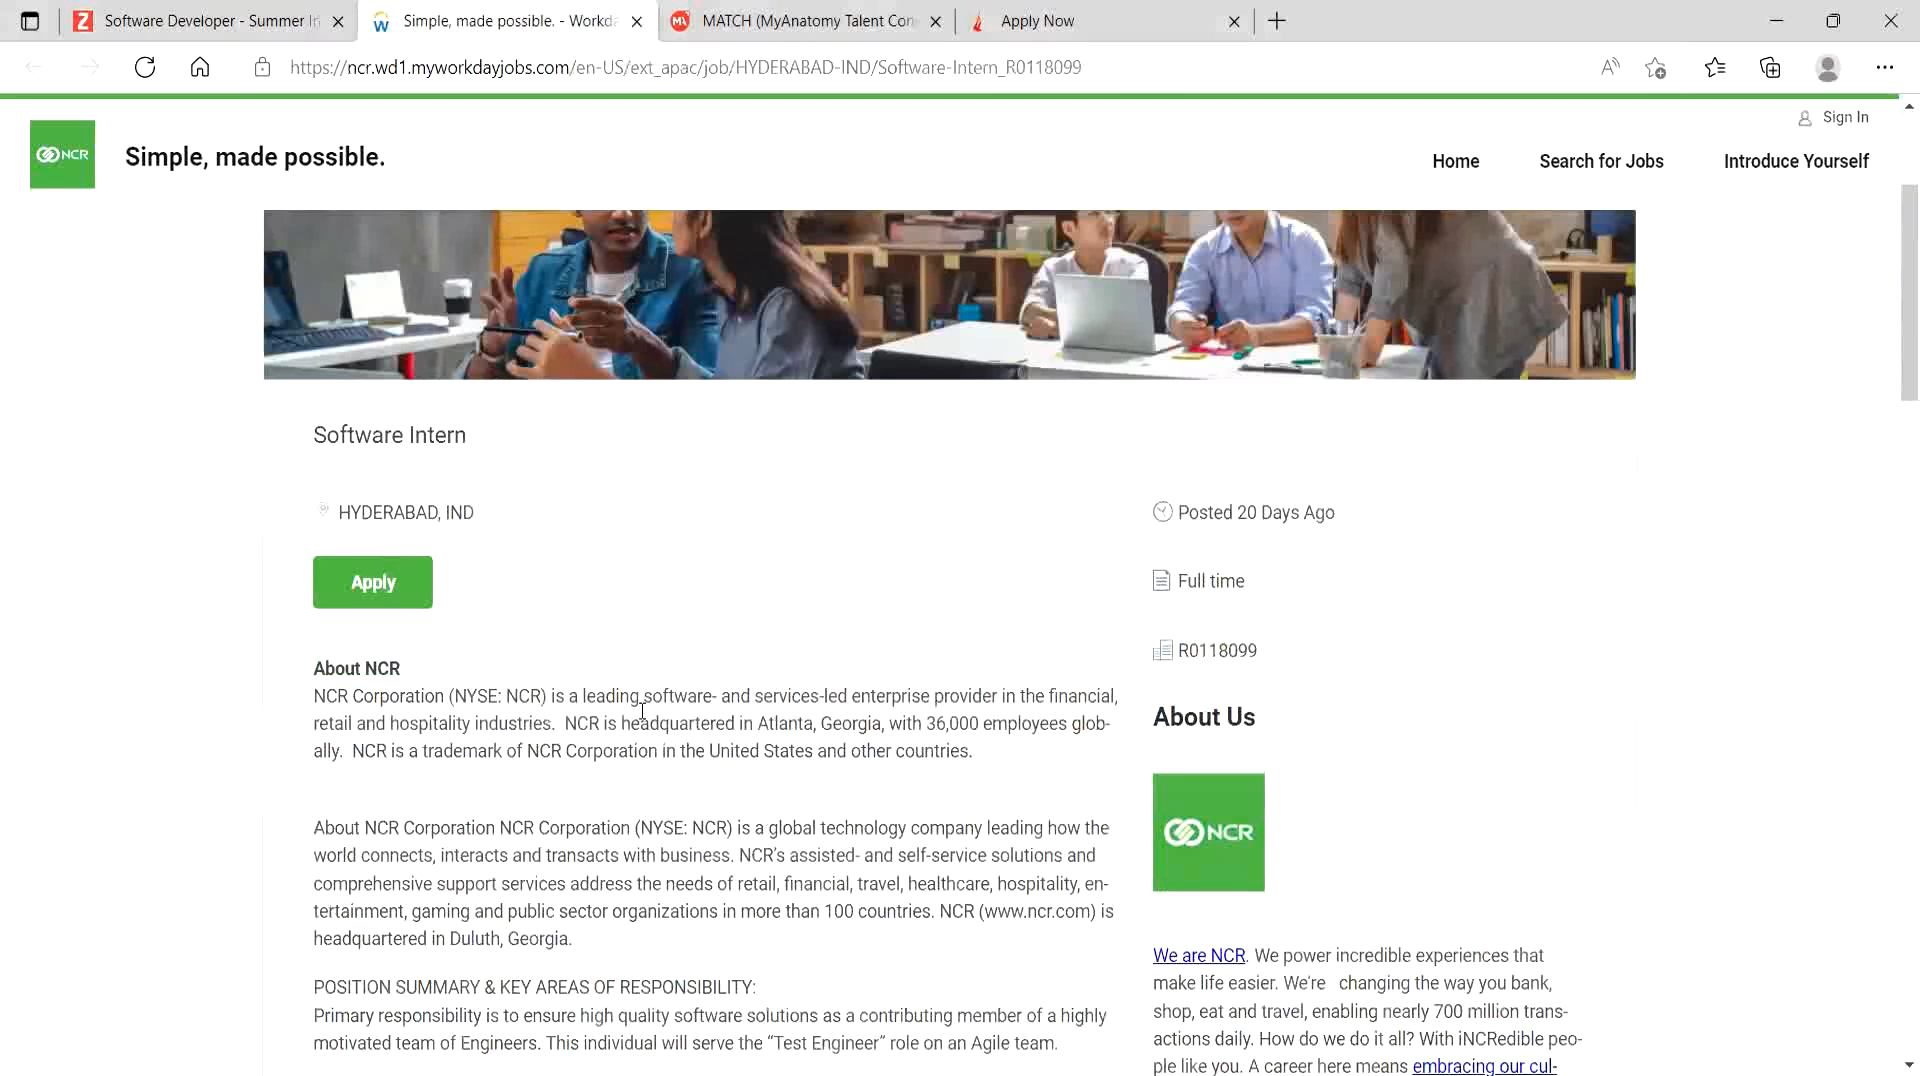 Software Developer - Summer In
Simple, made possible. - Workda
MATCH (MyAnatomy Talent Con
Apply Now
https://ncr.wd1.myworkdayjobs.com/en-US/ext_apac/job/HYDERABAD-IND/Software-Intern_R0118099
Sign In
NCR
Simple, made possible.
Home
Search for Jobs
Introduce Yourself
Software Intern
HYDERABAD, IND
Posted 20 Days Ago
Apply
Full time
R0118099
About NCR
NCR Corporation (NYSE: NCR) is a leading software- and services-led enterprise provider in the financial,
retail and hospitality industries.  NCR is headquartered in Atlanta, Georgia, with 36,000 employees glob-
ally.  NCR is a trademark of NCR Corporation in the United States and other countries.
About NCR Corporation NCR Corporation (NYSE: NCR) is a global technology company leading how the
world connects, interacts and transacts with business. NCR's assisted- and self-service solutions and
comprehensive support services address the needs of retail, financial, travel, healthcare, hospitality, en-
tertainment, gaming and public sector organizations in more than 100 countries. NCR (www.ncr.com) is
headquartered in Duluth, Georgia.
POSITION SUMMARY & KEY AREAS OF RESPONSIBILITY:
Primary responsibility is to ensure high quality software solutions as a contributing member of a highly
motivated team of Engineers. This individual will serve the “Test Engineer” role on an Agile team.
About Us
NCR
We are NCR. We power incredible experiences that
make life easier. We're   changing the way you bank,
shop, eat and travel, enabling nearly 700 million trans-
actions daily. How do we do it all? With iNCRedible peo-
ple like you. A career here means embracing our cul-